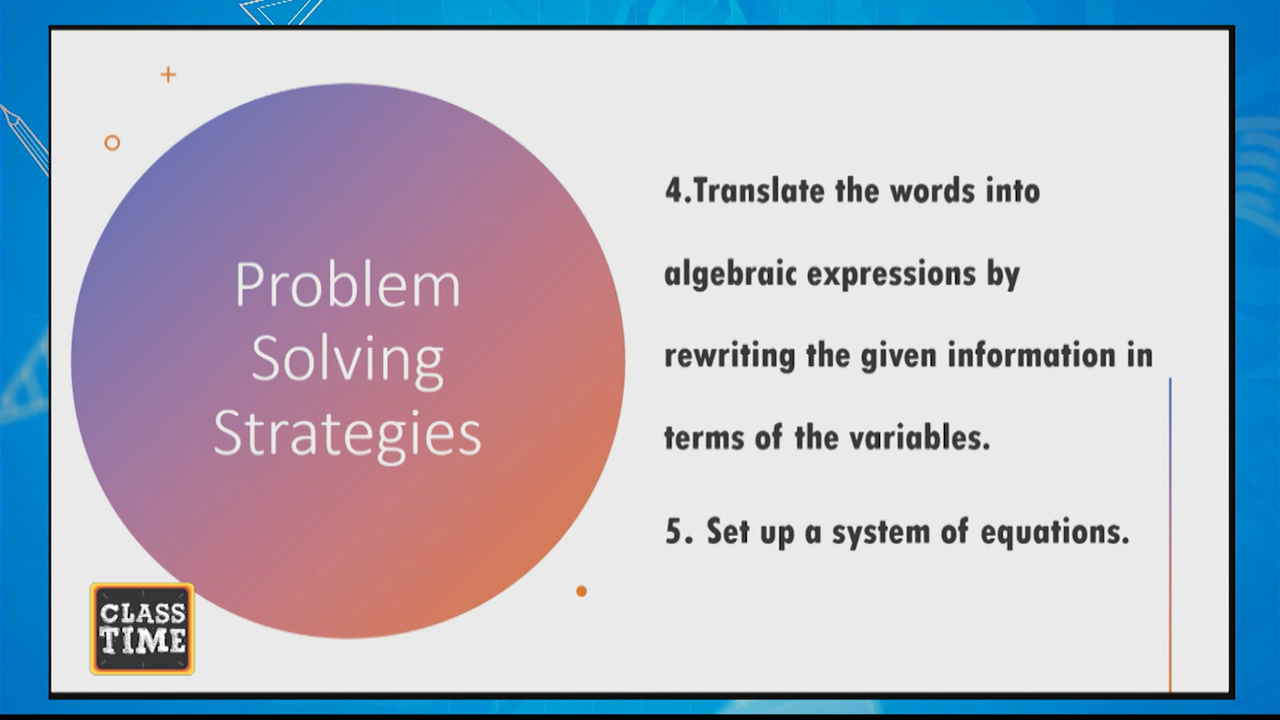 Problem
Solving
Strategies
4.Translate the words into
algebraic expressions by
rewriting the given information in
terms of the variables.
5. Set up a system of equations.
CLASS
TIME